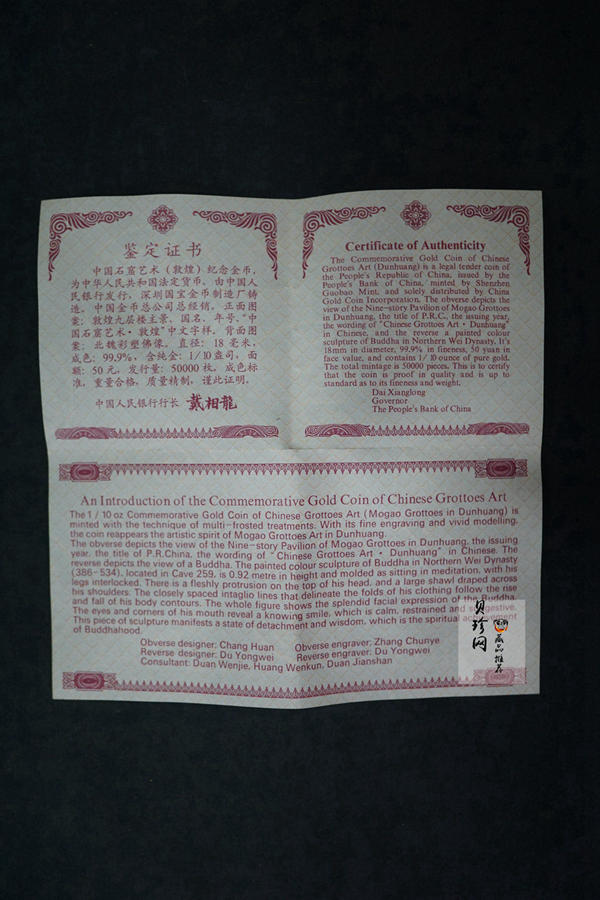 鉴定证书
中国石窟艺术（敦煌）纪念金币，
为中华人民共和国法定货币。由中国人
民银行发行，深圳国宝金币制造厂铸
造，中国金币总公司总经销。正面图
案：敦煌九层楼主景，国名、年号，“中
国石窟艺术·敦煌”中文字样，背面图
案：北魏彩塑佛像。直径：18毫米，
成色：99.9%，含纯金：1/10盎司，面
额：50元，发行量：50000枚。成色标
准，重量合格，质量精制，谨此证明。
中国人民银行行长 戴相龍
Certificate of Authenticity
The Commemorative Gold Coin of Chinese
Grottoes Art (Dunhuang) is a legal tender coin of
the People's Republic of China, issued by the
People's Bank of China, minted by Shenzhen
Guobao Mint, and solely distributed by China
Gold Coin Incorporation. The obverse depicts the
view of the Nine-story Pavilion of Mogao Grottoes
in Dunhuang, the title of P.R.C., the issuing year,
the wording of "Chinese Grottoes Art · Dunhuang"
in Chinese, and the reverse a painted colour
sculpture of Buddha in Northern Wei Dynasty. It's
18mm in diameter, 99.9% in fineness, 50 yuan in
face value, and contains 1/10 ounce of pure gold.
The total mintage is 50000 pieces. This is to certify
that the coin is proof in quality and is up to
standard as to its fineness and weight.
Dai Xianglong
Governor
The People's Bank of China
An Introduction of the Commemorative Gold Coin of Chinese Grottoes Art
The 1/10 oz Commemorative Gold Coin of Chinese Grottoes Art (Mogao Grottoes in Dunhuang) is
minted with the technique of multi-frosted treatments. With its fine engraving and vivid modelling,
the coin reappears the artistic spirit of Mogao Grottoes Art in Dunhuang.
The obverse depicts the view of the Nine-story Pavilion of Mogao Grottoes in Dunhuang, the issuing
year, the title of P.R.China, the wording of "Chinese Grottoes Art · Dunhuang" in Chinese. The
reverse depicts the view of a Buddha. The painted colour sculpture of Buddha in Northern Wei Dynasty
(386-534), located in Cave 259, is 0.92 metre in height and molded as sitting in meditation, with his
legs interlocked. There is a fleshly protrusion on the top of his head, and a large shawl draped across
his shoulders. The closely spaced intaglio lines that delineate the folds of his clothing follow the rise
and fall of his body contours. The whole figure shows the splendid facial expression of the Buddha.
The eyes and corners of his mouth reveal a knowing smile, which is calm, restrained and suggestive.
This piece of sculpture manifests a state of detachment and wisdom, which is the spiritual
of Buddhahood.
Obverse designer: Chang Huan Obverse engraver: Zhang Chunye
Reverse designer: Du Yongwei Reverse engraver: Du Yongwei
Consultant: Duan Wenjie, Huang Wenkun, Duan Jianshan
贝珍网
藏品推荐